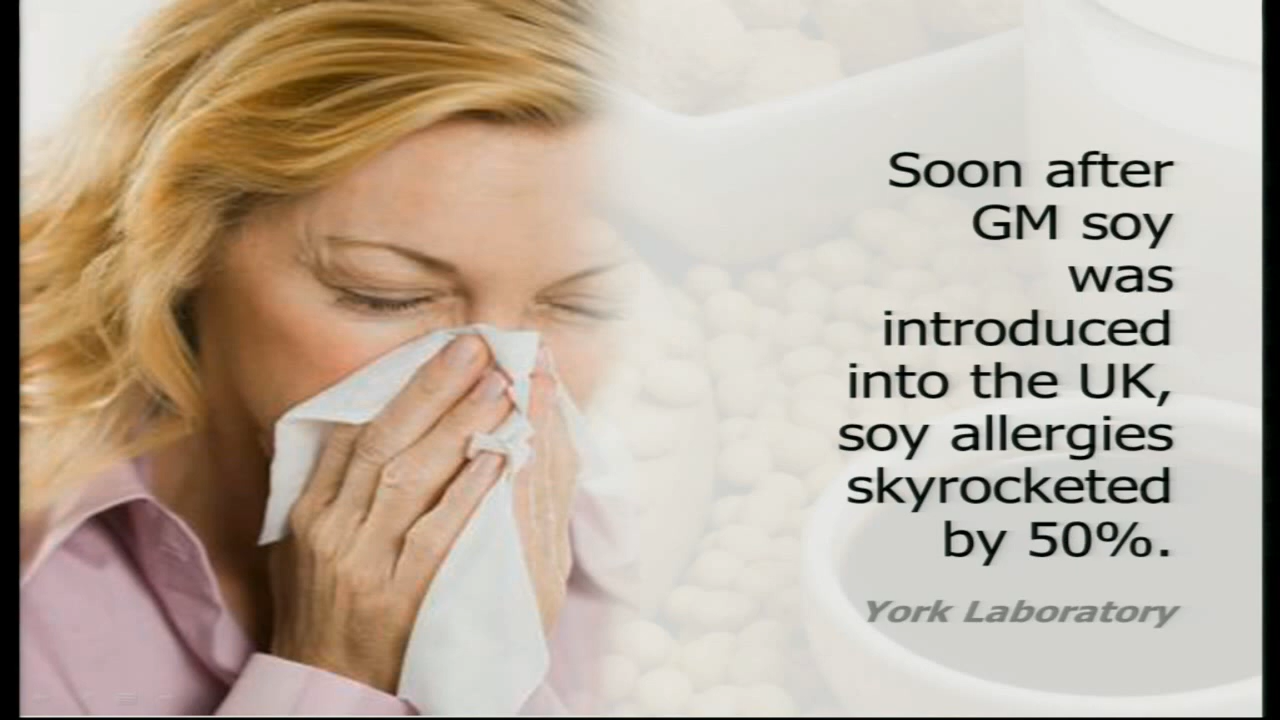 Soon after
GM soy
was
introduced
into the UK,
soy allergies
skyrocketed
by 50%.
York Laboratory